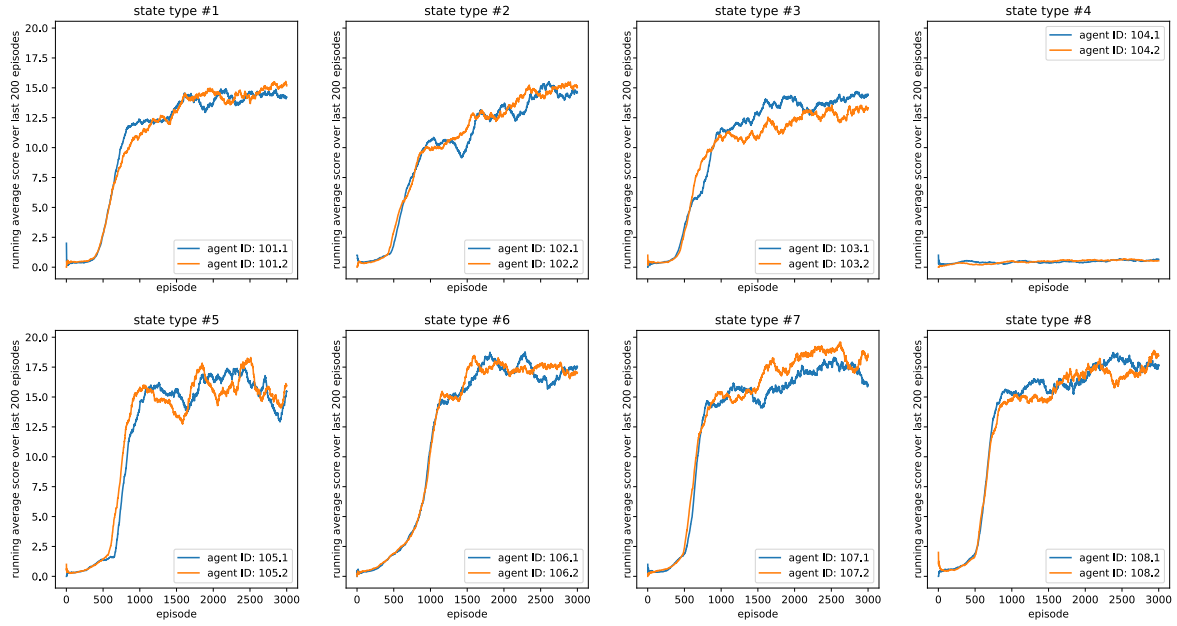 state type #1
state type #2
state type #3
state type #4
running average score over last 200 episodes
20.0
17.5
15.0
12.5
10.0
7.5
5.0
2.5
0.0
agent ID: 101.1
agent ID: 101.2
episode
running average score over last 200 episodes
agent ID: 102.1
agent ID: 102.2
episode
running average score over last 200 episodes
agent ID: 103.1
agent ID: 103.2
episode
running average score over last 200 episodes
agent ID: 104.1
agent ID: 104.2
episode
state type #5
state type #6
state type #7
state type #8
running average score over last 200 episodes
20.0
17.5
15.0
12.5
10.0
7.5
5.0
2.5
0.0
agent ID: 105.1
agent ID: 105.2
0 500 1000 1500 2000 2500 3000
episode
running average score over last 200 episodes
agent ID: 106.1
agent ID: 106.2
0 500 1000 1500 2000 2500 3000
episode
running average score over last 200 episodes
agent ID: 107.1
agent ID: 107.2
0 500 1000 1500 2000 2500 3000
episode
running average score over last 200 episodes
agent ID: 108.1
agent ID: 108.2
0 500 1000 1500 2000 2500 3000
episode